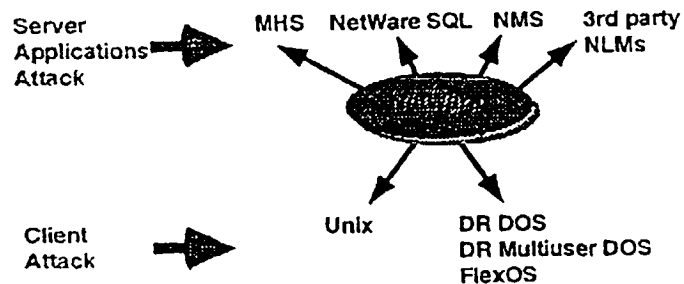 Server
Applications
Attack
MHS
NetWare SQL
NMS
3rd party
NLMs
Client
Attack
Unix
DR DOS
DR Multiuser DOS
FlexOS